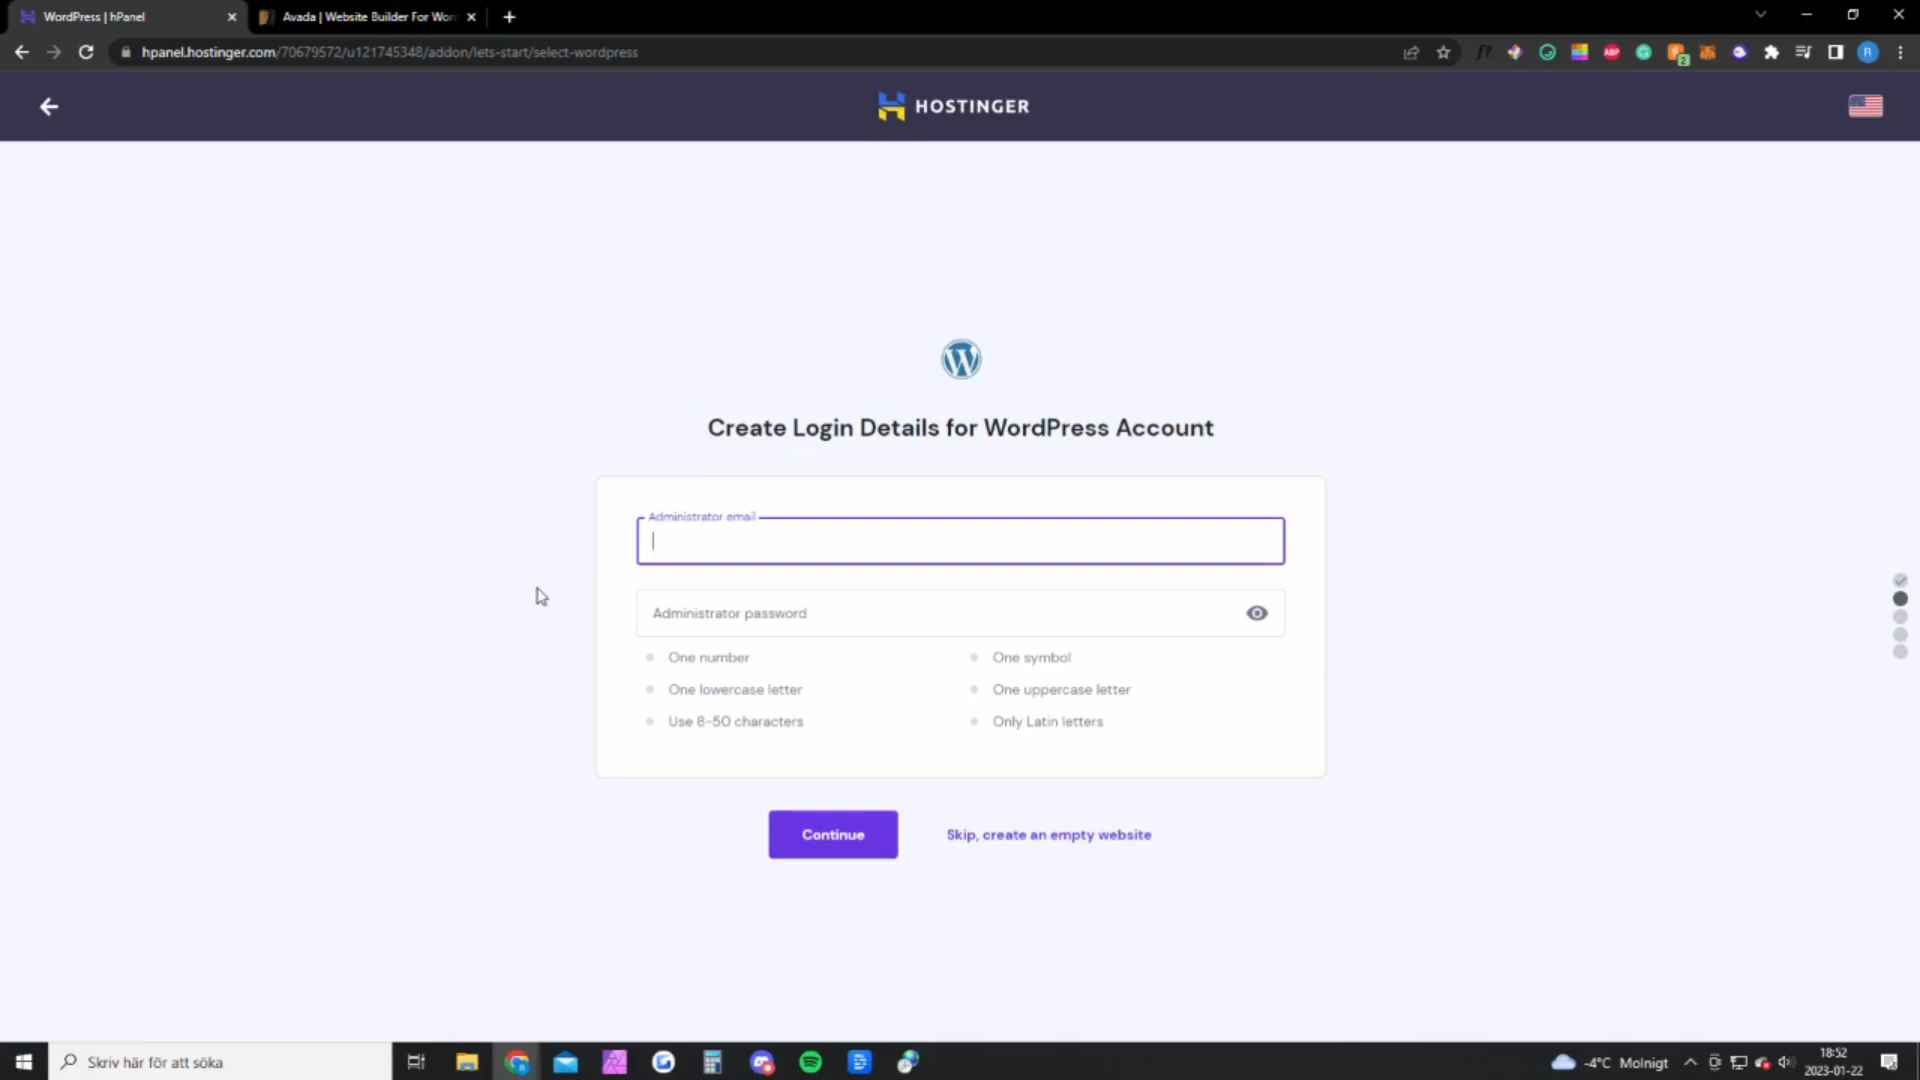 WordPress | hPanel
Avada | Website Builder For Wor
hpanel.hostinger.com/70679572/u121745348/addon/lets-start/select-wordpress
f?
ABP
2
R
HOSTINGER
Create Login Details for WordPress Account
Administrator email
Administrator password
One number
One symbol
One lowercase letter
One uppercase letter
Use 8-50 characters
Only Latin letters
Continue
Skip, create an empty website
Skriv här för att söka
-4°C Molnigt
18:52
2023-01-22